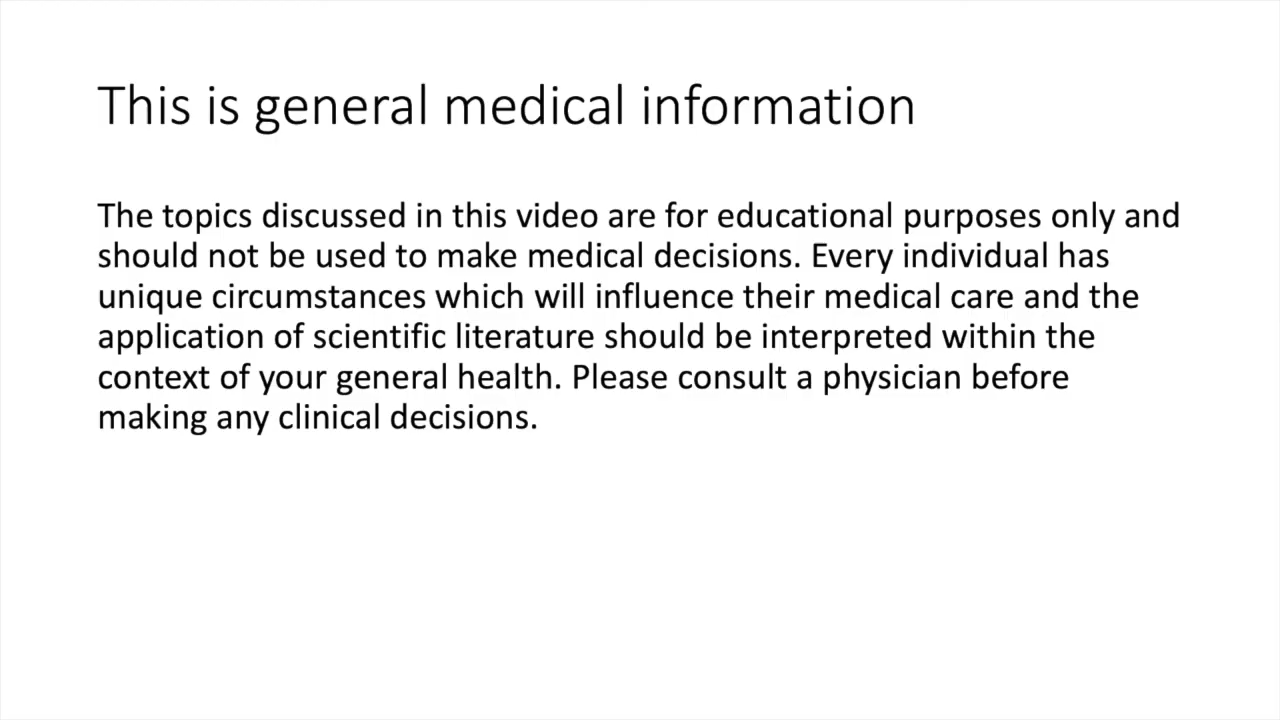 This is general medical information
The topics discussed in this video are for educational purposes only and
should not be used to make medical decisions. Every individual has
unique circumstances which will influence their medical care and the
application of scientific literature should be interpreted within the
context of your general health. Please consult a physician before
making any clinical decisions.